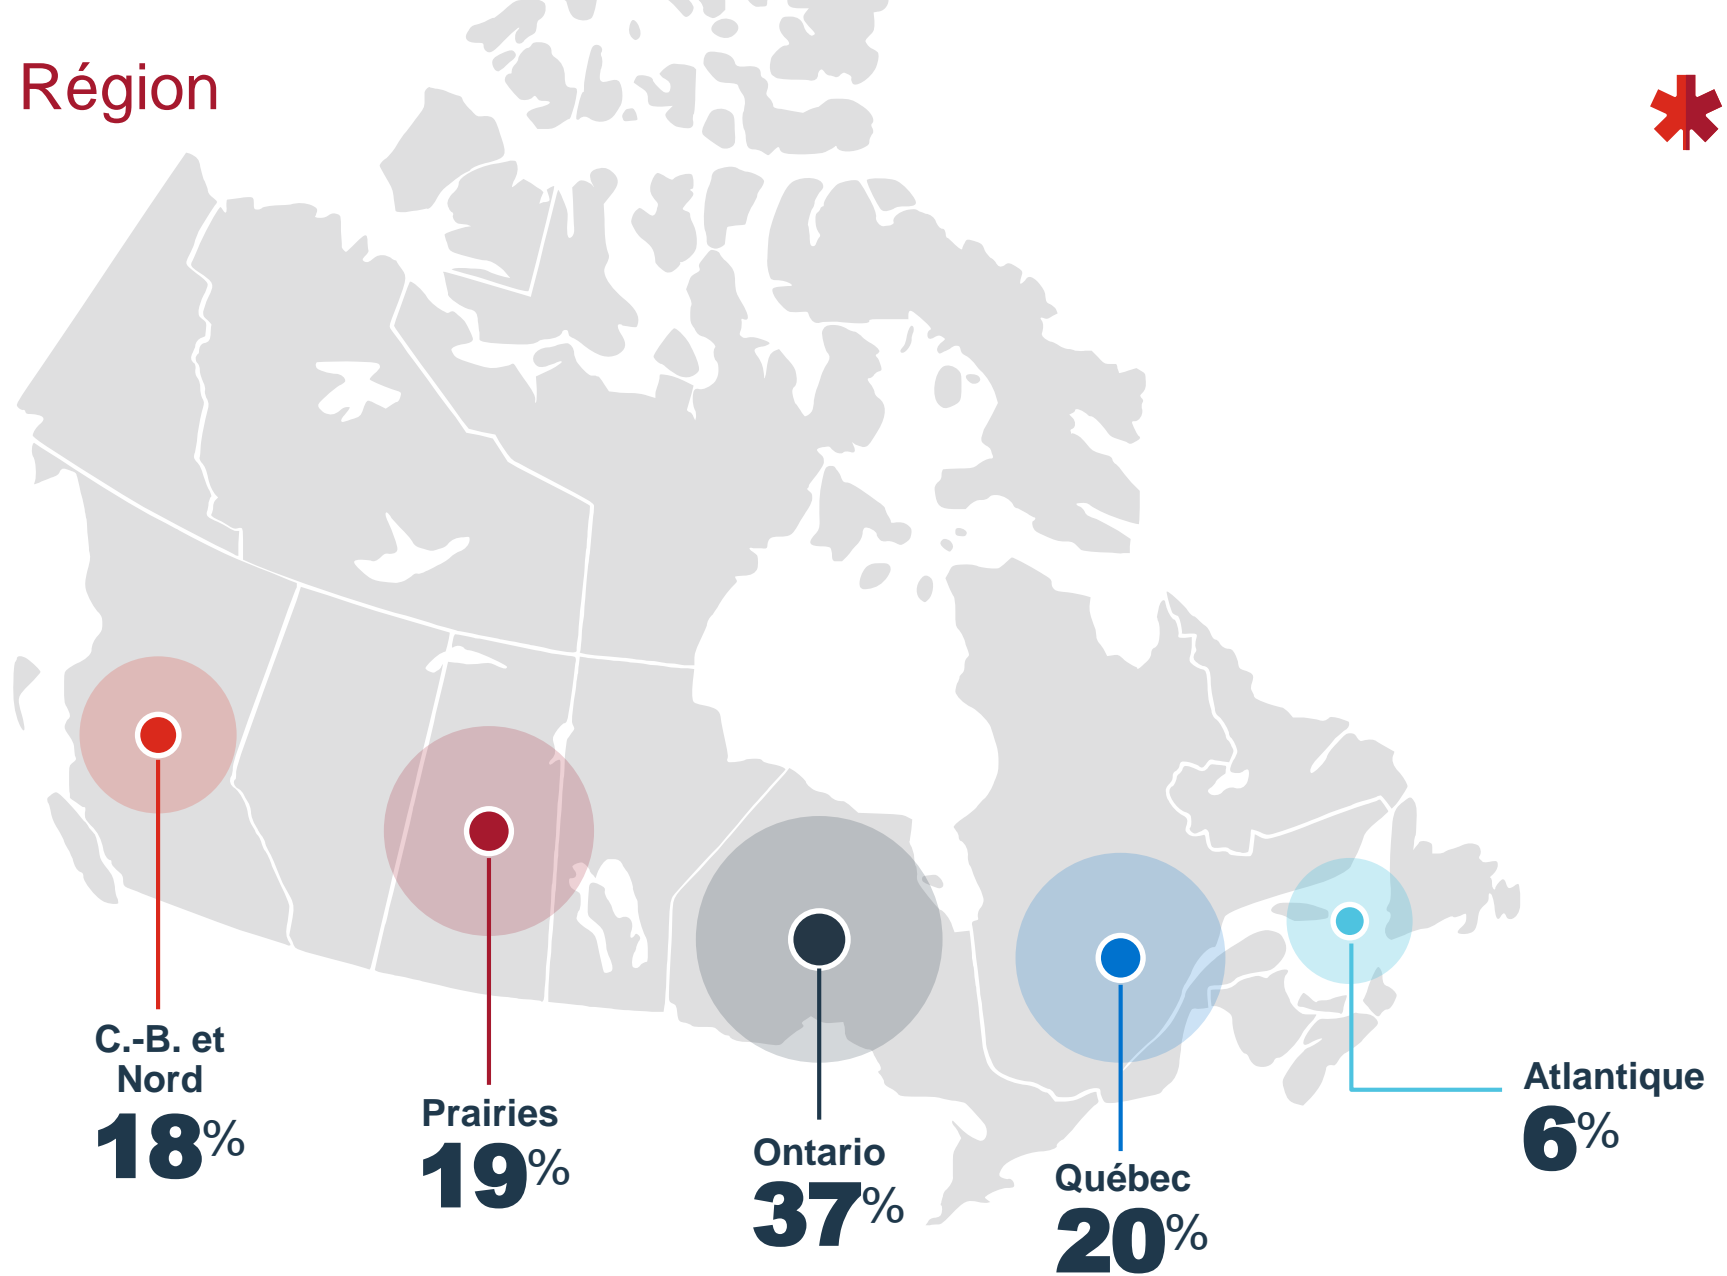 Région
C.-B. et
Nord
18%
Prairies
19%
Ontario
37%
Québec
20%
Atlantique
6%